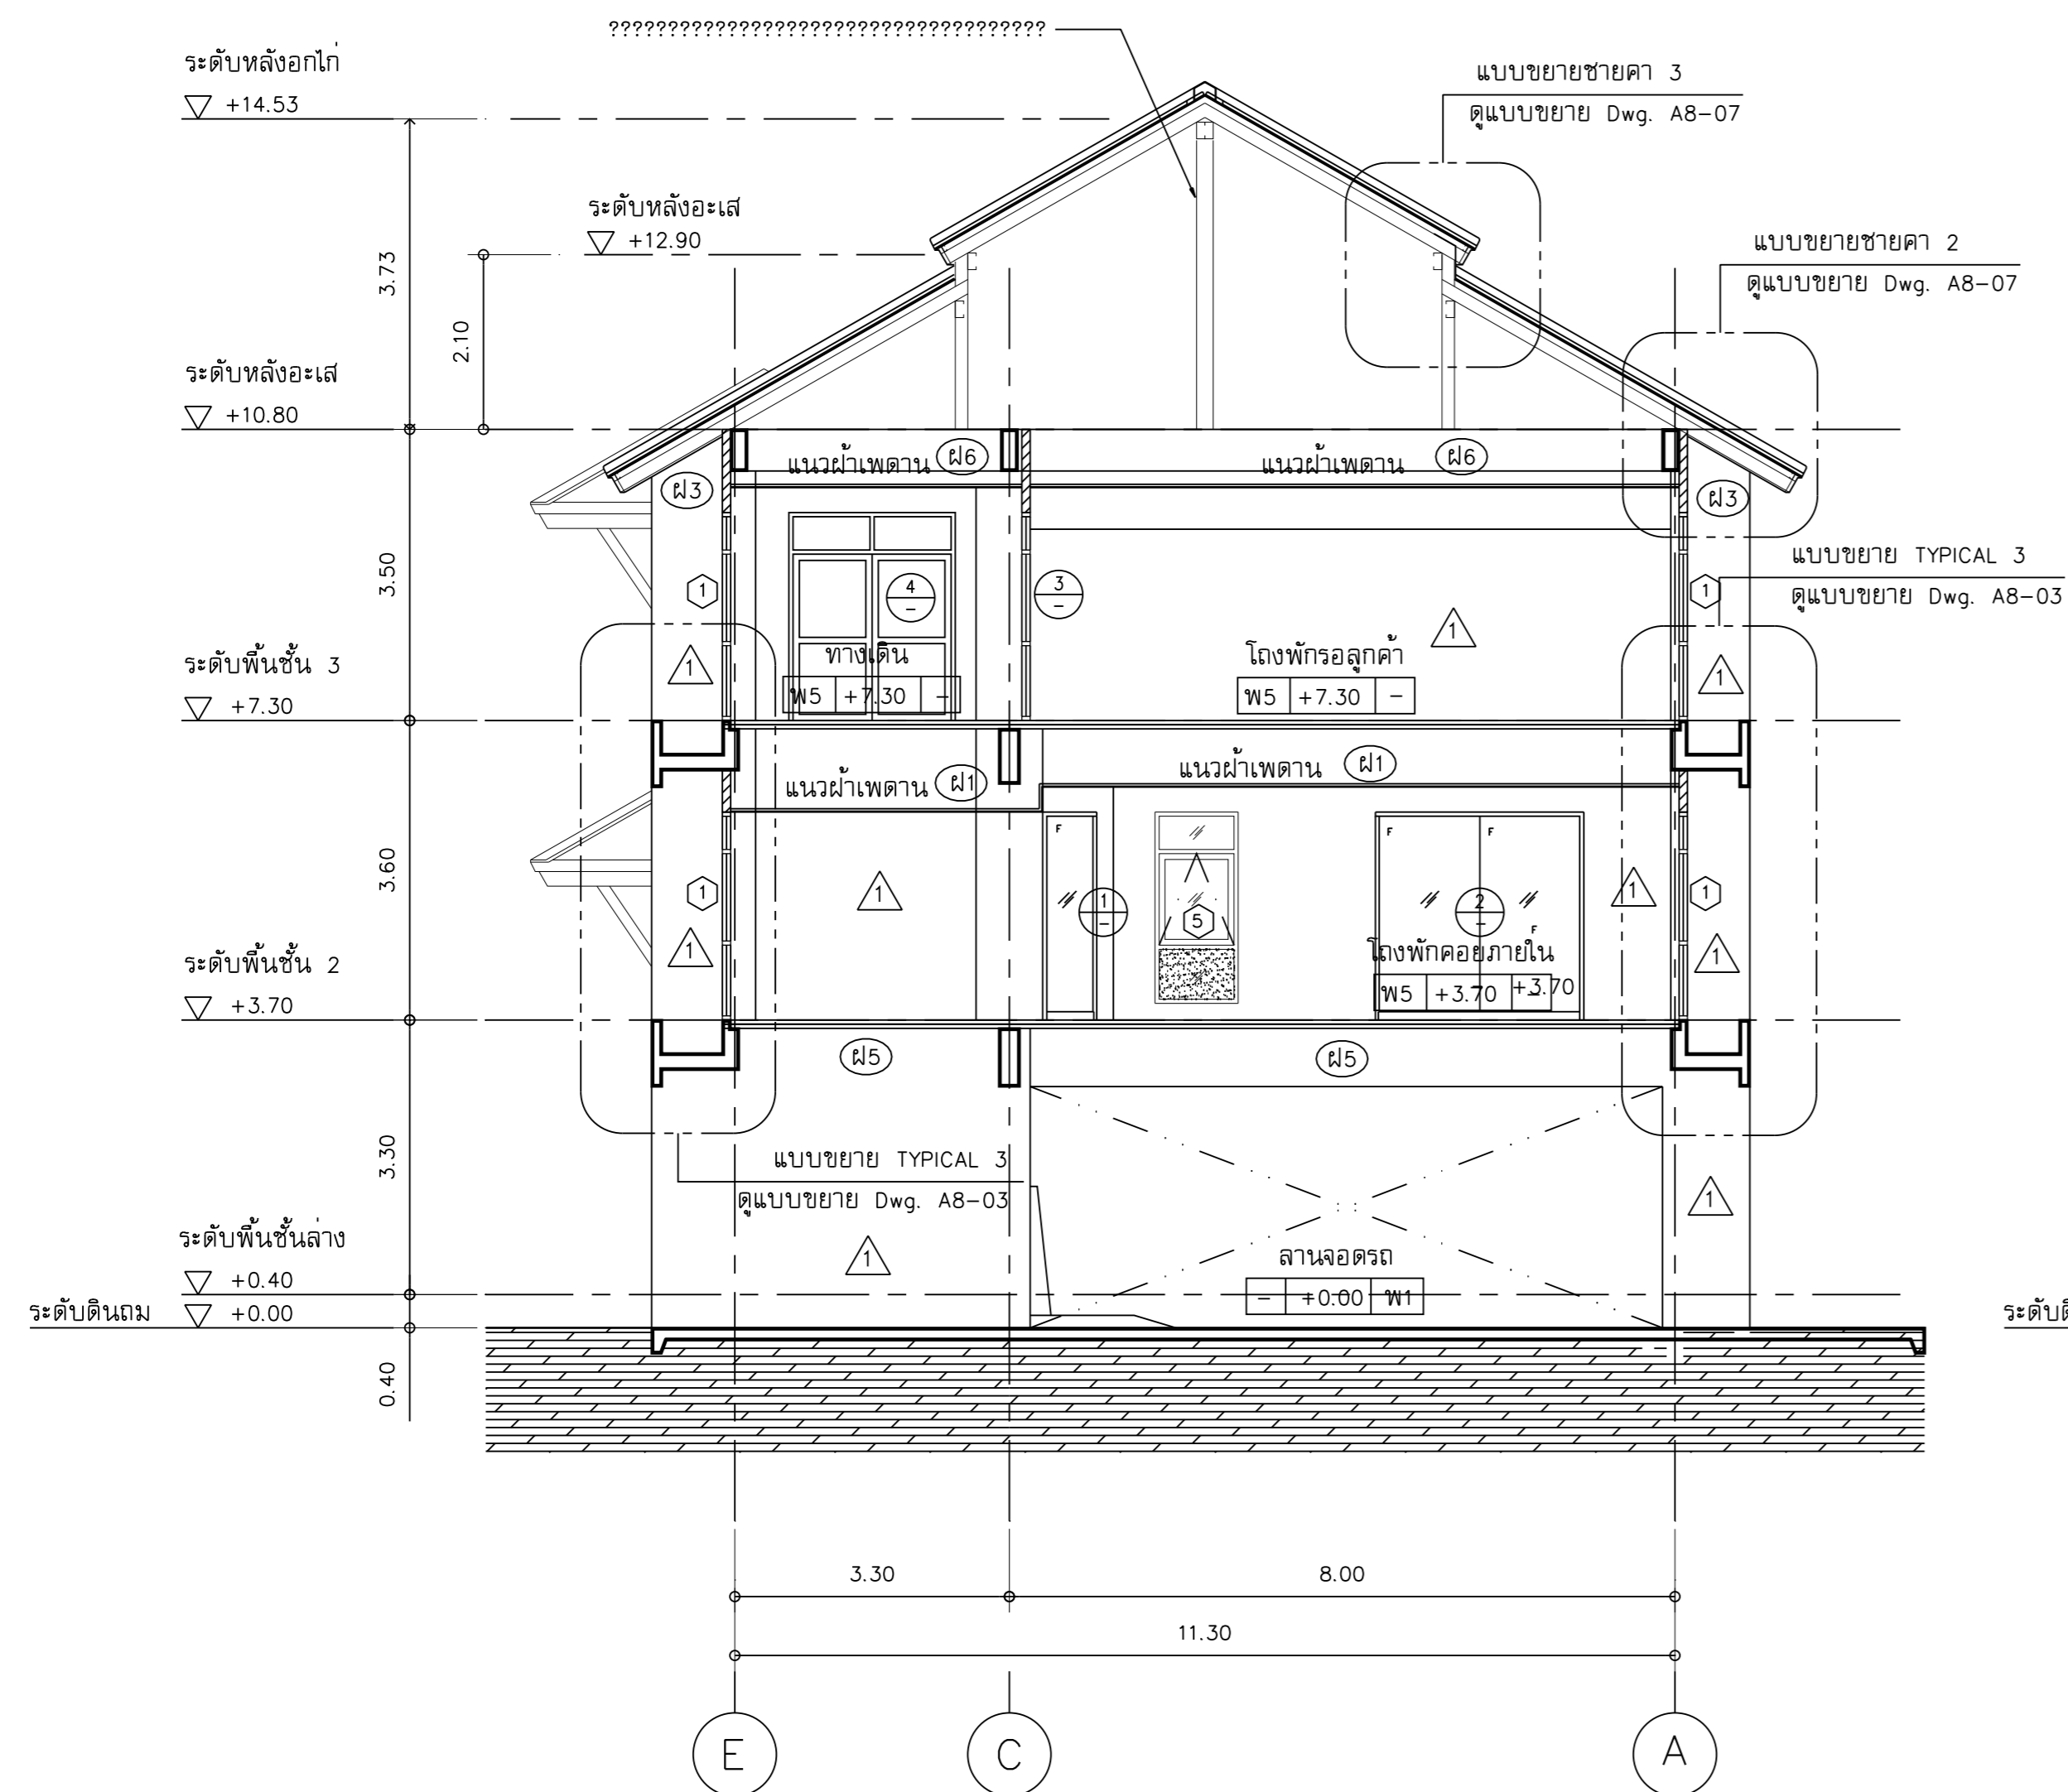 ???????????????????????????????????????
ระดับหลังอกไก่
+14.53
แบบขยายชายคา 3
ดูแบบขยาย Dwg. A8-07
ระดับหลังอะเส
+12.90
แบบขยายชายคา 2
ดูแบบขยาย Dwg. A8-07
3.73
2.10
ระดับหลังอะเส
+10.80
แนวฝ้าเพดาน ฝ6
แนวฝ้าเพดาน ฝ6
ฝ3
ฝ3
แบบขยาย TYPICAL 3
ดูแบบขยาย Dwg. A8-03
3.50
1
4
-
3
-
1
1
1
1
ทางเดิน
พ5 +7.30 -
โถงพักรอลูกค้า
พ5 +7.30 -
ระดับพื้นชั้น 3
+7.30
แนวฝ้าเพดาน ฝ1
แนวฝ้าเพดาน ฝ1
3.60
F
F
F
1
1
1
1
1
-
5
2
-
F
1
1
โถงพักคอยภายใน
พ5 +3.70 -
+3.70
ระดับพื้นชั้น 2
+3.70
ฝ5
ฝ5
3.30
แบบขยาย TYPICAL 3
ดูแบบขยาย Dwg. A8-03
1
1
ลานจอดรถ
- +0.00 พ1
ระดับพื้นชั้นล่าง
+0.40
ระดับดินถม
+0.00
0.40
3.30
8.00
11.30
E
C
A